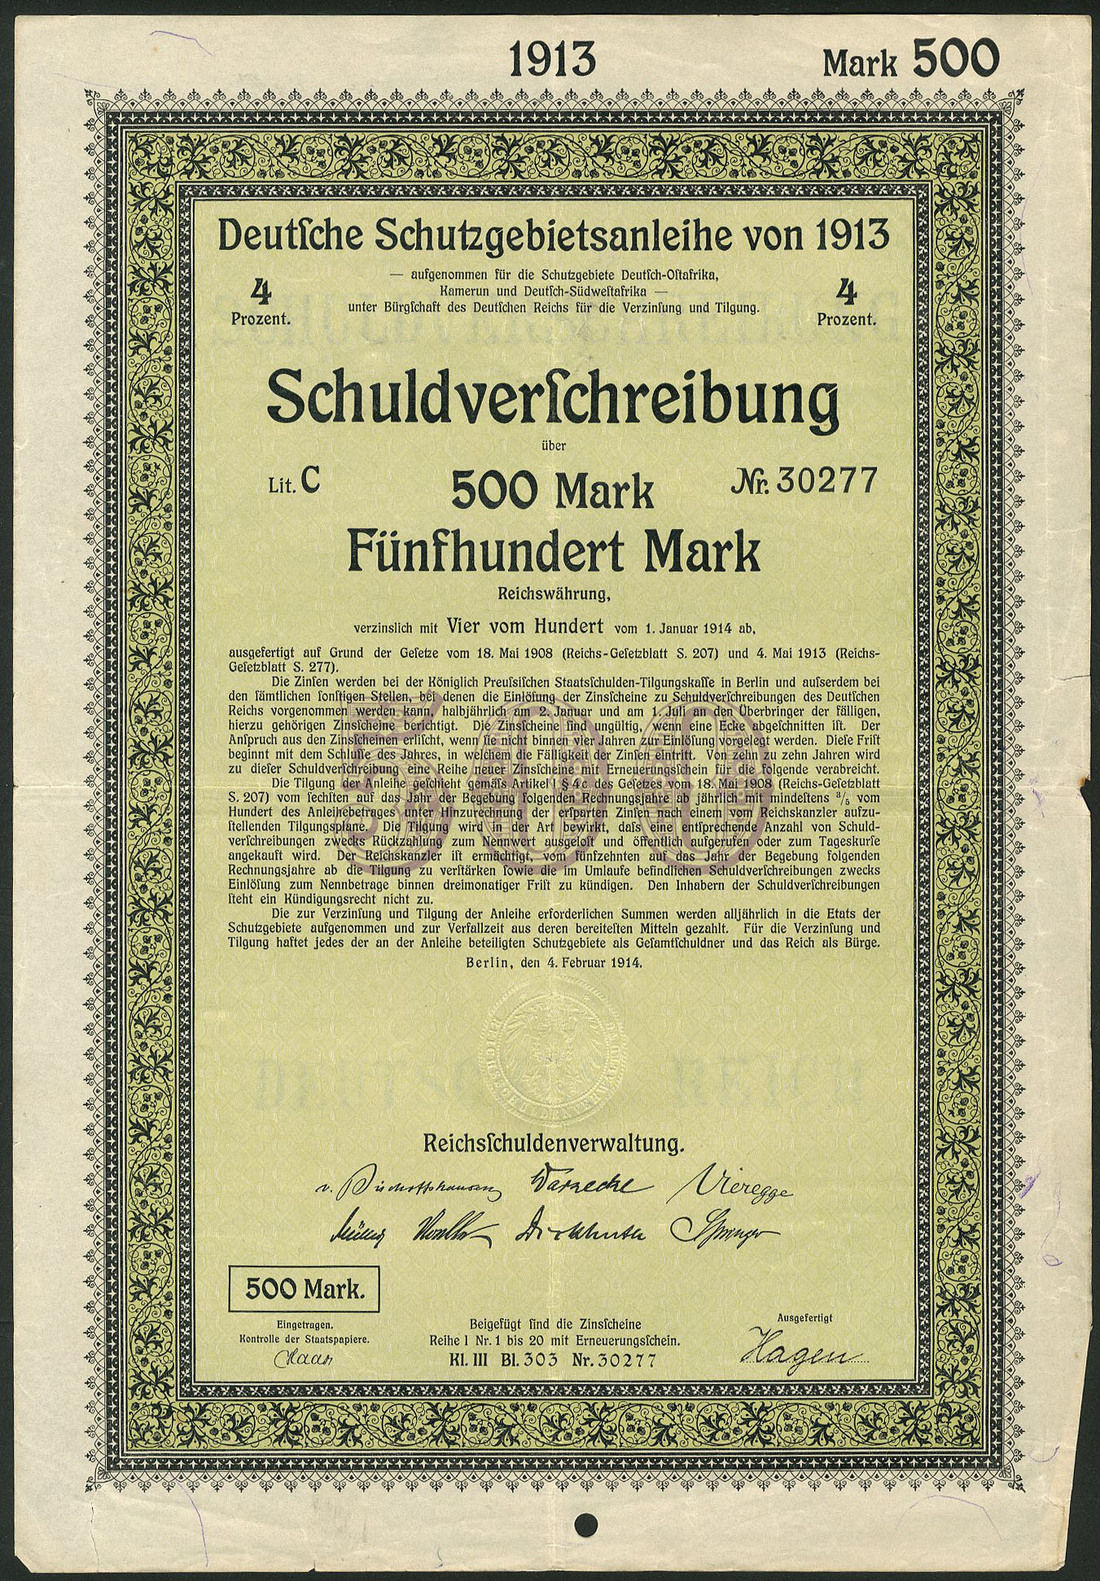 1913
Mark 500
Deutſche Schutzgebietsanleihe von 1913
— aufgenommen für die Schutzgebiete Deutſch-Oſtafrika,
Kamerun und Deutſch-Südweſtafrika —
unter Bürgſchaft des Deutſchen Reichs für die Verzinſung und Tilgung.
4
Prozent.
4
Prozent.
Schuldverſchreibung
über
Lit. C
500 Mark
Nr. 30277
Fünfhundert Mark
Reichswährung,
verzinslich mit Vier vom Hundert vom 1. Januar 1914 ab,
ausgefertigt auf Grund der Geſetze vom 18. Mai 1908 (Reichs-Geſetzblatt S. 207) und 4. Mai 1913 (Reichs-
Geſetzblatt S. 277).
Die Zinſen werden bei der Königlich Preuſsiſchen Staatsſchulden-Tilgungskaſſe in Berlin und auſserdem bei
den ſämtlichen ſonſtigen Stellen, bei denen die Einlöſung der Zinsſcheine zu Schuldverſchreibungen des Deutſchen
Reichs vorgenommen werden kann, halbjährlich am 2. Januar und am 1. Juli an den Überbringer der fälligen,
hierzu gehörigen Zinsſcheine berichtigt. Die Zinsſcheine ſind ungültig, wenn eine Ecke abgeſchnitten iſt. Der
Anſpruch aus den Zinsſcheinen erliſcht, wenn ſie nicht binnen vier Jahren zur Einlöſung vorgelegt werden. Dieſe Friſt
beginnt mit dem Schluſſe des Jahres, in welchem die Fälligkeit der Zinſen eintritt. Von zehn zu zehn Jahren wird
zu dieſer Schuldverſchreibung eine Reihe neuer Zinsſcheine mit Erneuerungsſchein für die folgende verabreicht.
Die Tilgung der Anleihe geſchieht gemäſs Artikel I § 4c des Geſetzes vom 18. Mai 1908 (Reichs-Geſetzblatt
S. 207) vom ſechſten auf das Jahr der Begebung folgenden Rechnungsjahre ab jährlich mit mindeſtens 3/5 vom
Hundert des Anleihebetrages unter Hinzurechnung der erſparten Zinſen nach einem vom Reichskanzler aufzu-
ſtellenden Tilgungsplane. Die Tilgung wird in der Art bewirkt, daſs eine entſprechende Anzahl von Schuld-
verſchreibungen zwecks Rückzahlung zum Nennwert ausgeloſt und öffentlich aufgerufen oder zum Tageskurſe
angekauft wird. Der Reichskanzler iſt ermächtigt, vom fünfzehnten auf das Jahr der Begebung folgenden
Rechnungsjahre ab die Tilgung zu verſtärken ſowie die im Umlaufe befindlichen Schuldverſchreibungen zwecks
Einlöſung zum Nennbetrage binnen dreimonatiger Friſt zu kündigen. Den Inhabern der Schuldverſchreibungen
ſteht ein Kündigungsrecht nicht zu.
Die zur Verzinſung und Tilgung der Anleihe erforderlichen Summen werden alljährlich in die Etats der
Schutzgebiete aufgenommen und zur Verfallzeit aus deren bereiteſten Mitteln gezahlt. Für die Verzinſung und
Tilgung haftet jedes der an der Anleihe beteiligten Schutzgebiete als Geſamtſchuldner und das Reich als Bürge.
500
Berlin, den 4. Februar 1914.
Reichsſchuldenverwaltung.
v. Bischoffshausen Warnecke Vieregge
Müller Dickhuth Springer
500 Mark.
Eingetragen.
Kontrolle der Staatspapiere.
Beigefügt ſind die Zinsſcheine
Reihe I Nr. 1 bis 20 mit Erneuerungsſchein.
Kl. III Bl. 303 Nr. 30277
Ausgefertigt
Hagen